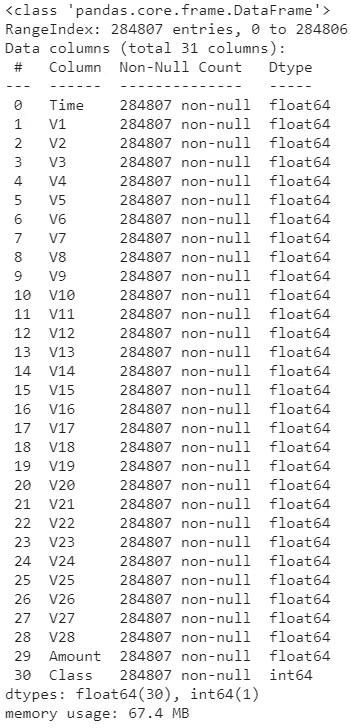 <class 'pandas.core.frame.DataFrame'>
RangeIndex: 284807 entries, 0 to 284806
Data columns (total 31 columns):
 #   Column  Non-Null Count   Dtype
---  ------  --------------   -----
 0   Time    284807 non-null  float64
 1   V1      284807 non-null  float64
 2   V2      284807 non-null  float64
 3   V3      284807 non-null  float64
 4   V4      284807 non-null  float64
 5   V5      284807 non-null  float64
 6   V6      284807 non-null  float64
 7   V7      284807 non-null  float64
 8   V8      284807 non-null  float64
 9   V9      284807 non-null  float64
 10  V10     284807 non-null  float64
 11  V11     284807 non-null  float64
 12  V12     284807 non-null  float64
 13  V13     284807 non-null  float64
 14  V14     284807 non-null  float64
 15  V15     284807 non-null  float64
 16  V16     284807 non-null  float64
 17  V17     284807 non-null  float64
 18  V18     284807 non-null  float64
 19  V19     284807 non-null  float64
 20  V20     284807 non-null  float64
 21  V21     284807 non-null  float64
 22  V22     284807 non-null  float64
 23  V23     284807 non-null  float64
 24  V24     284807 non-null  float64
 25  V25     284807 non-null  float64
 26  V26     284807 non-null  float64
 27  V27     284807 non-null  float64
 28  V28     284807 non-null  float64
 29  Amount  284807 non-null  float64
 30  Class   284807 non-null  int64
dtypes: float64(30), int64(1)
memory usage: 67.4 MB